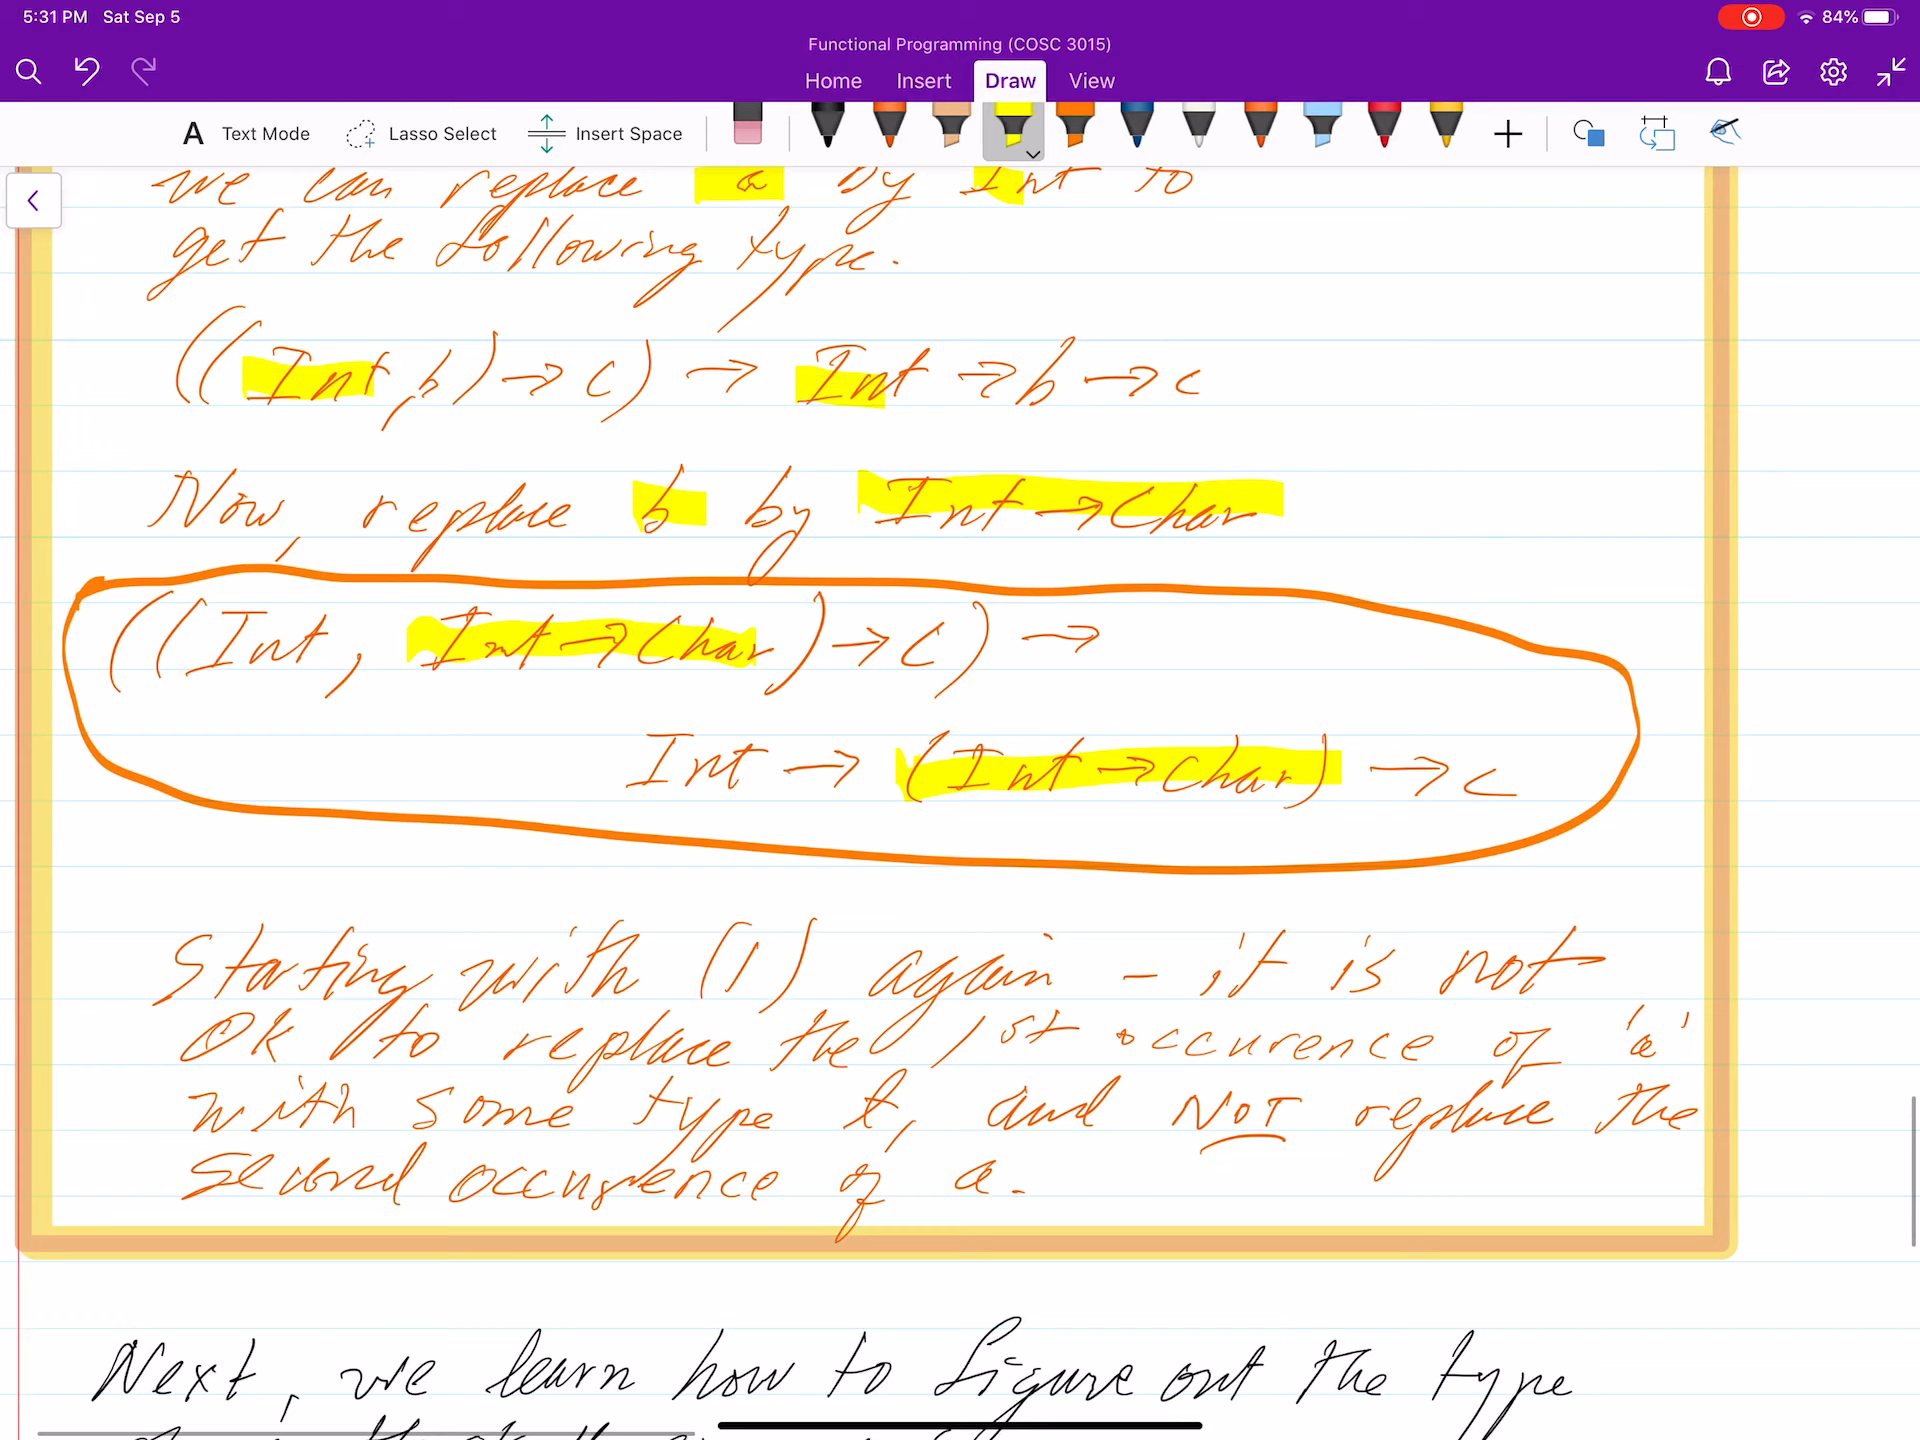 5:31 PM Sat Sep 5
84%
Functional Programming (COSC 3015)
Home Insert Draw View
A Text Mode Lasso Select Insert Space
we can replace a by Int to
get the following type.
((Int, b) → c) → Int → b → c
Now, replace b by Int → Char
((Int, Int → Char) → c) →
Int → (Int → Char) → c
Starting with (1) again - it is not
Ok to replace the 1st occurence of 'a'
with some type t, and NOT replace the
second occurrence of a.
Next, we learn how to figure out the type